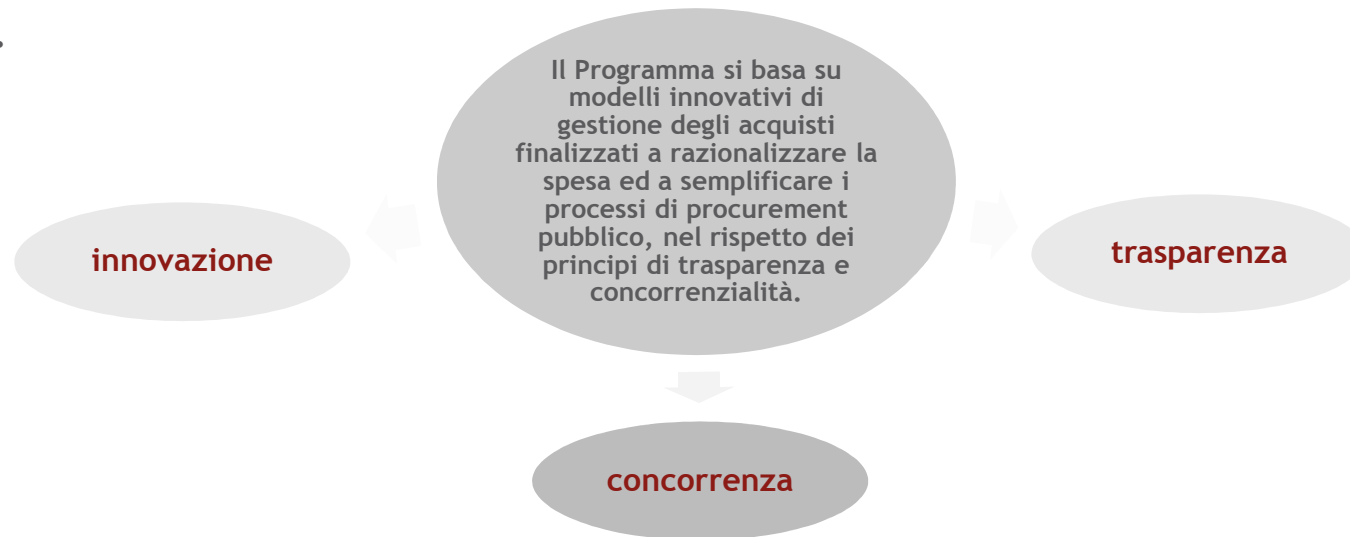 .
Il Programma si basa su
modelli innovativi di
gestione degli acquisti
finalizzati a razionalizzare la
spesa ed a semplificare i
processi di procurement
pubblico, nel rispetto dei
principi di trasparenza e
concorrenzialità.
innovazione
trasparenza
concorrenza